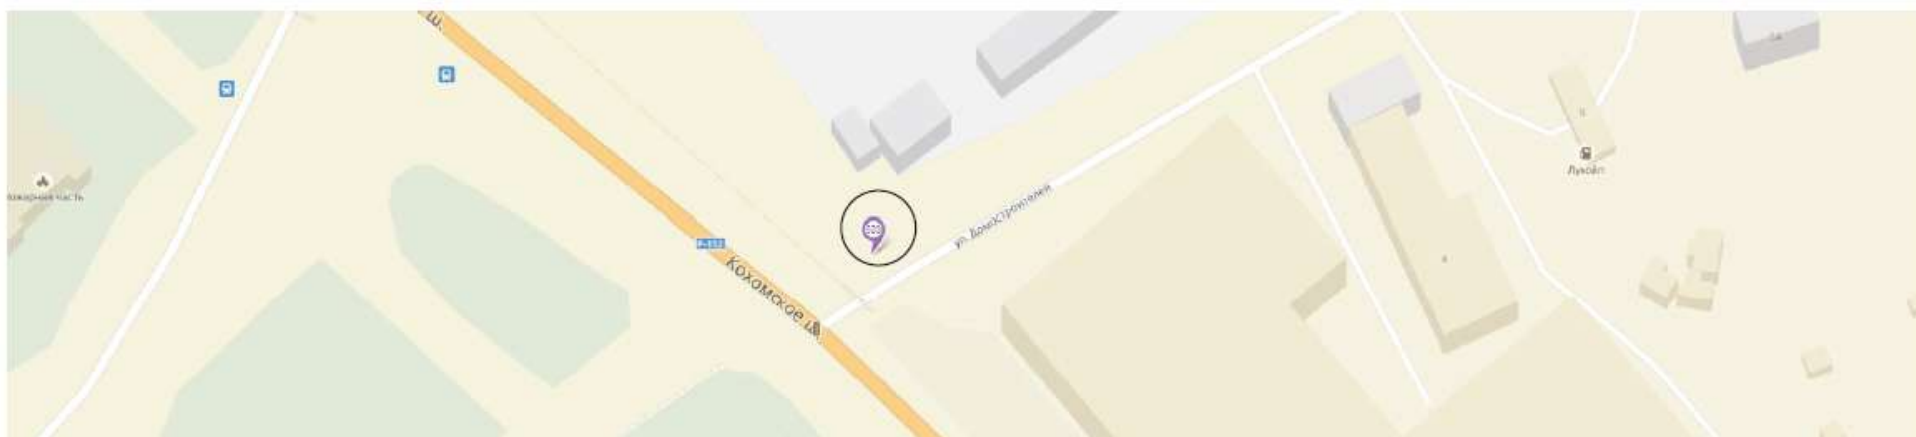 ш.
Пожарная часть
Р-152
Кохомское ш.
ул. Домостроителей
Лукойл